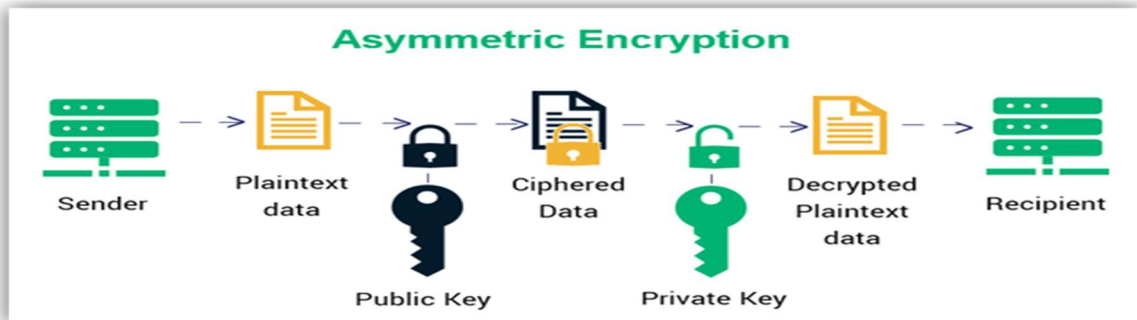 Asymmetric Encryption
Sender
Plaintext
data
Public Key
Ciphered
Data
Private Key
Decrypted
Plaintext
data
Recipient